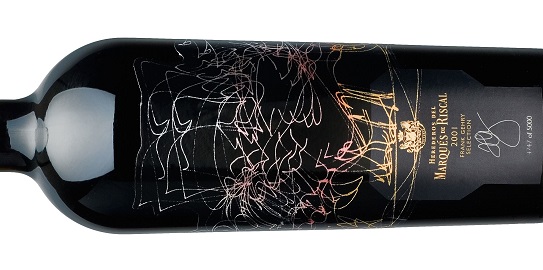 HEREDEROS DEL
MARQUÉS DE RISCAL
2001
FRANK GEHRY
SELECTION
of 5000